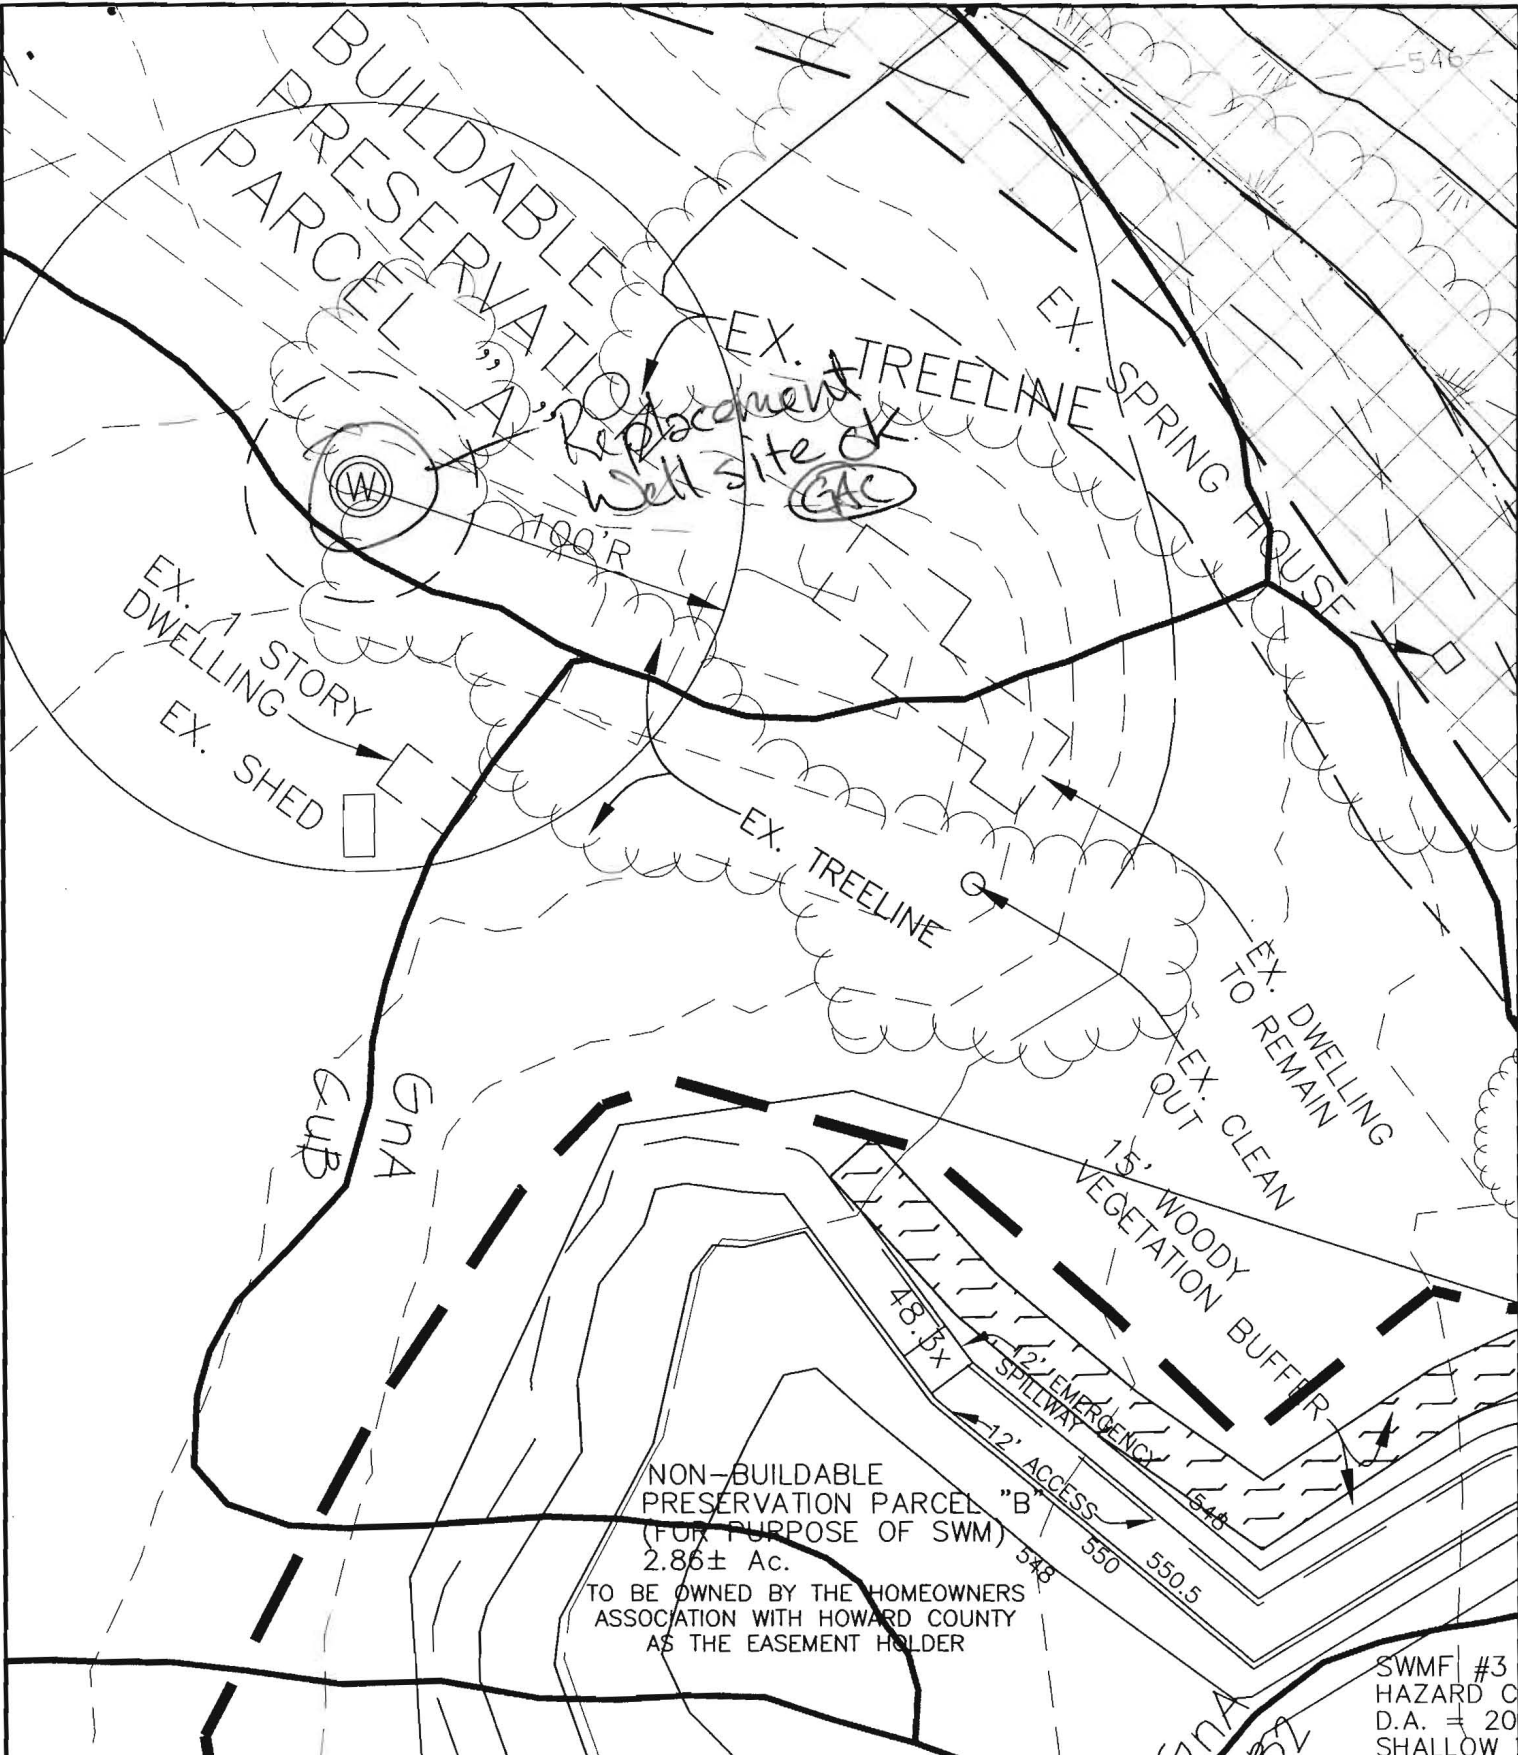 546
BUILDABLE
PRESERVATIO
PARCEL "A"
EX. TREELINE
EX. SPRING HOUSE
Replacement
Well site ok
GAC
W
100'R
EX. 1 STORY
DWELLING
EX. SHED
EX. TREELINE
EX. DWELLING
TO REMAIN
EX. CLEAN
OUT
GuB
GnA
15' WOODY
VEGETATION BUFFER
48.3x
12' EMERGENCY
SPILLWAY
12' ACCESS
548
550
550.5
548
NON-BUILDABLE
PRESERVATION PARCEL "B"
(FOR PURPOSE OF SWM)
2.86± Ac.
TO BE OWNED BY THE HOMEOWNERS
ASSOCIATION WITH HOWARD COUNTY
AS THE EASEMENT HOLDER
SWMF #3
HAZARD C
D.A. = 20
SHALLOW
GnA